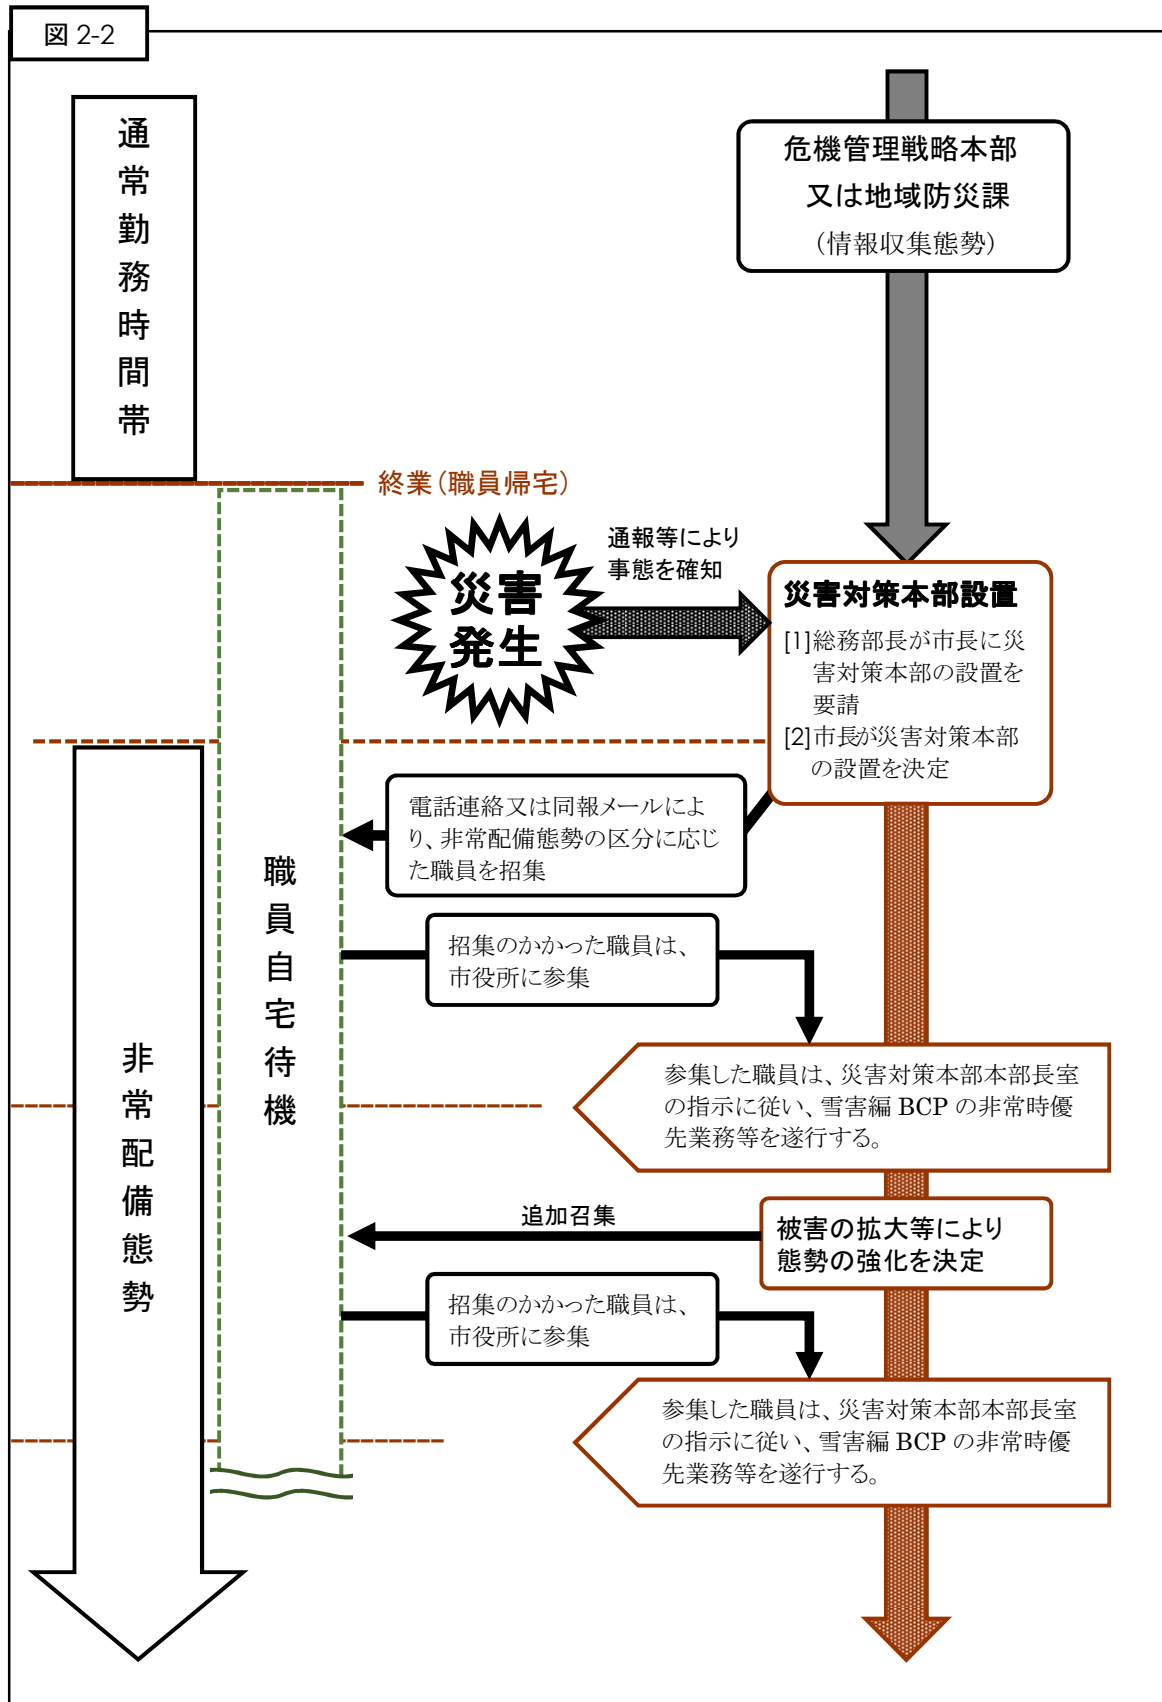 図 2-2
通常勤務時間帯
危機管理戦略本部
又は地域防災課
（情報収集態勢）
終業（職員帰宅）
災害
発生
通報等により
事態を確知
災害対策本部設置
[1]総務部長が市長に災
害対策本部の設置を
要請
[2]市長が災害対策本部
の設置を決定
電話連絡又は同報メールによ
り、非常配備態勢の区分に応じ
た職員を招集
職員自宅待機
招集のかかった職員は、
市役所に参集
非常配備態勢
参集した職員は、災害対策本部本部長室
の指示に従い、雪害編 BCP の非常時優
先業務等を遂行する。
追加召集
被害の拡大等により
態勢の強化を決定
招集のかかった職員は、
市役所に参集
参集した職員は、災害対策本部本部長室
の指示に従い、雪害編 BCP の非常時優
先業務等を遂行する。